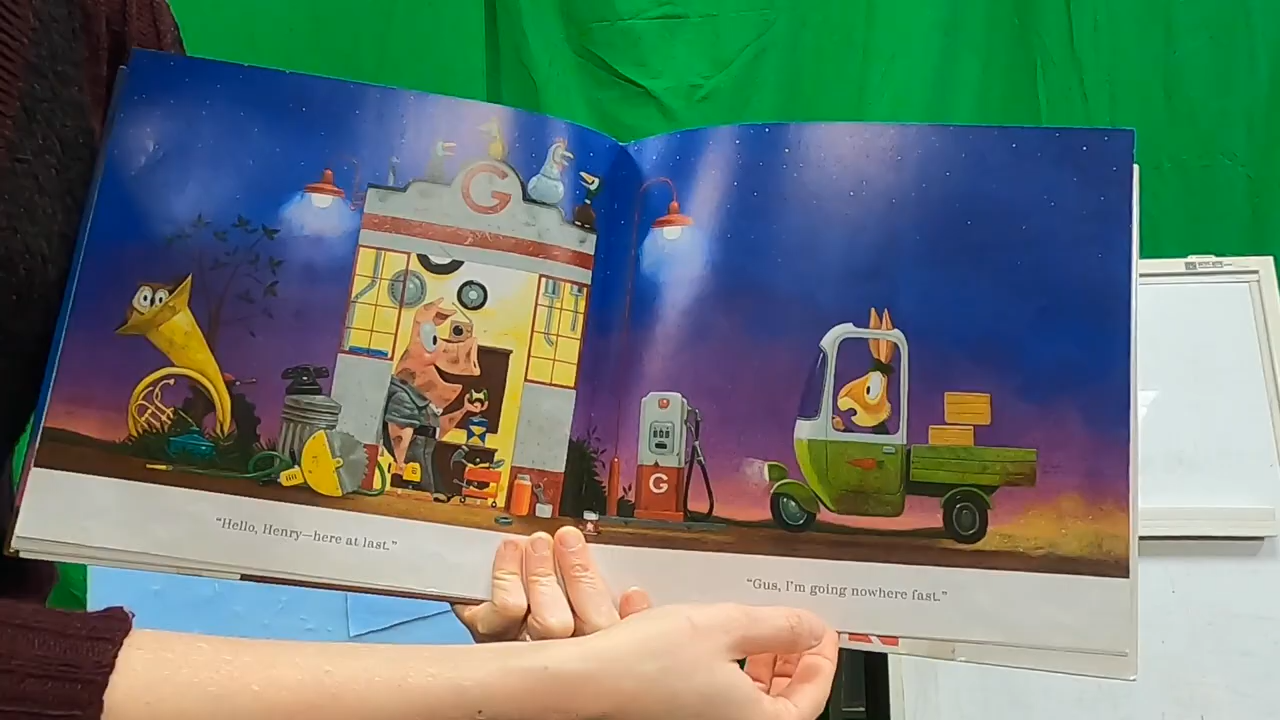 G
G
“Hello, Henry—here at last.”
“Gus, I’m going nowhere fast.”